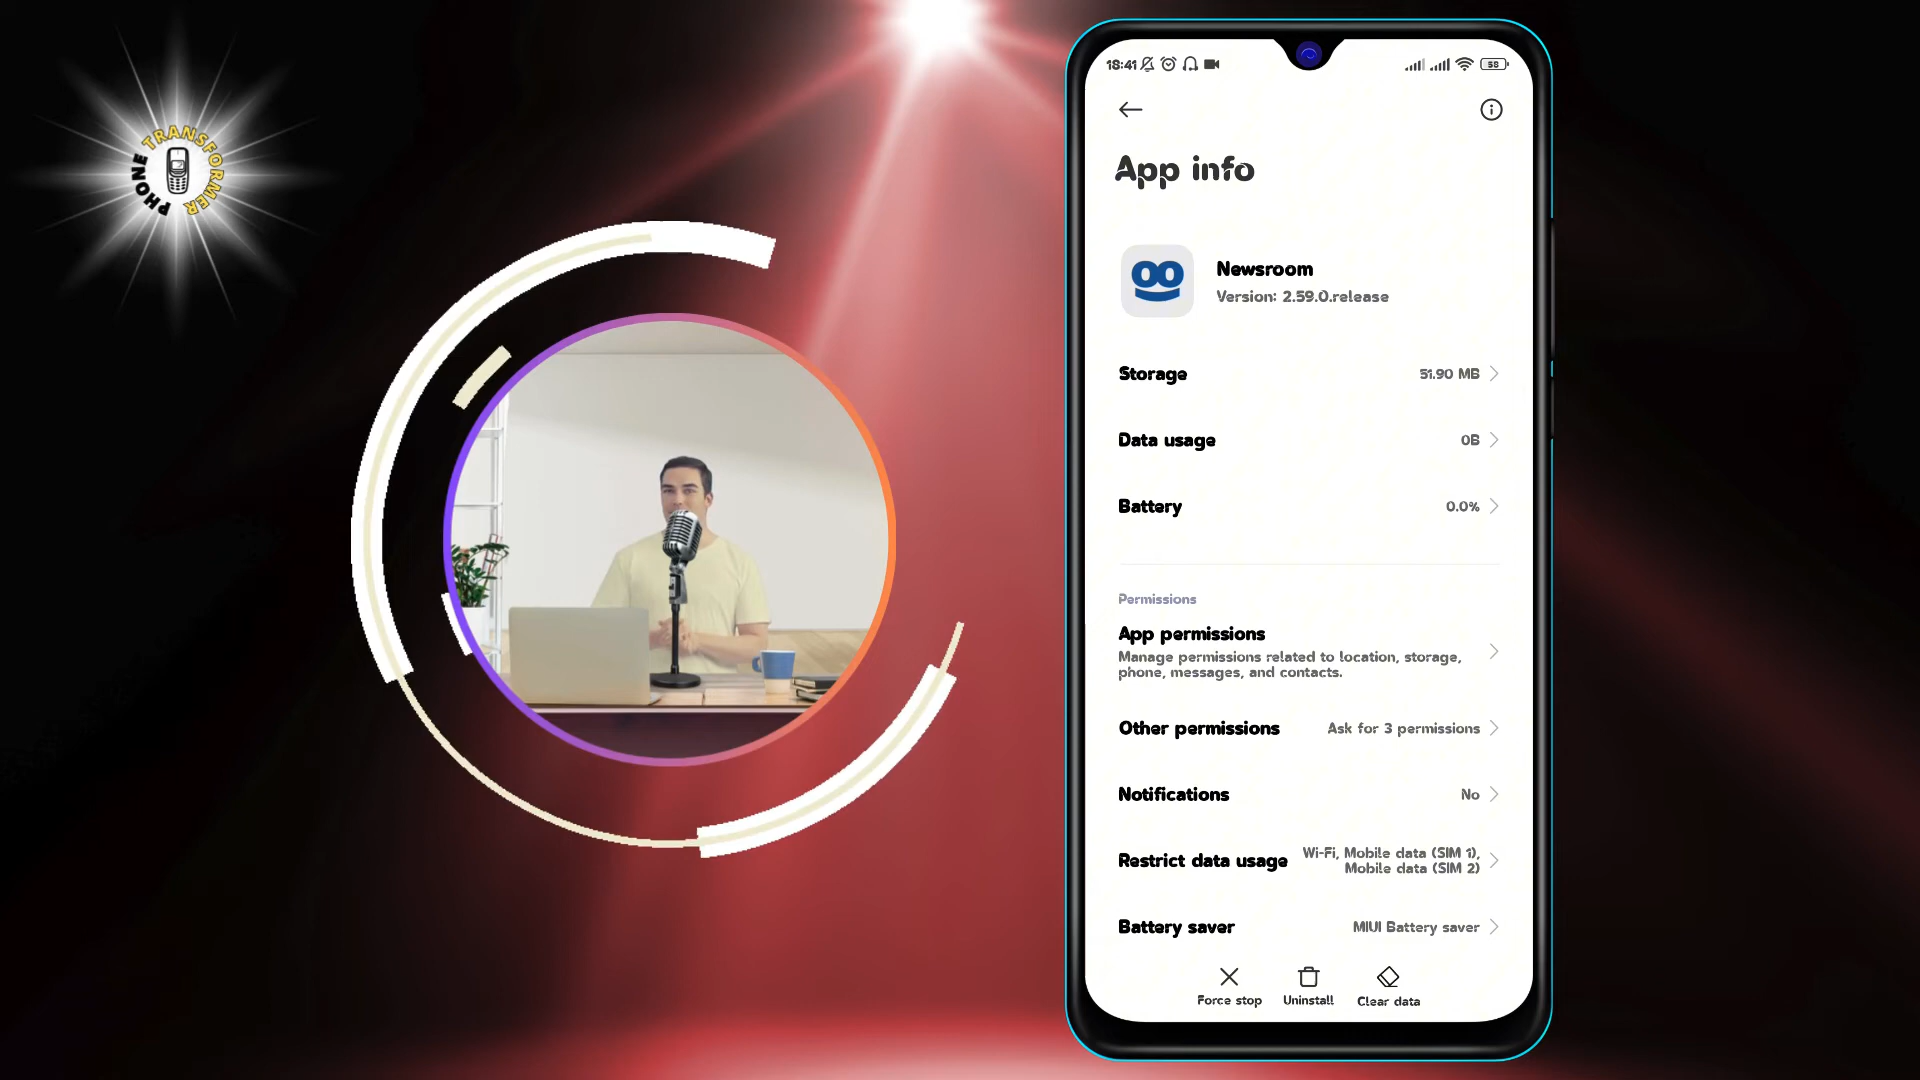 PHONE TRANSFORMER
18:41
58
App info
Newsroom
Version: 2.59.0.release
Storage 51.90 MB
Data usage 0B
Battery 0.0%
Permissions
App permissions
Manage permissions related to location, storage,
phone, messages, and contacts.
Other permissions Ask for 3 permissions
Notifications No
Restrict data usage Wi-Fi, Mobile data (SIM 1),
Mobile data (SIM 2)
Battery saver MIUI Battery saver
Force stop Uninstall Clear data